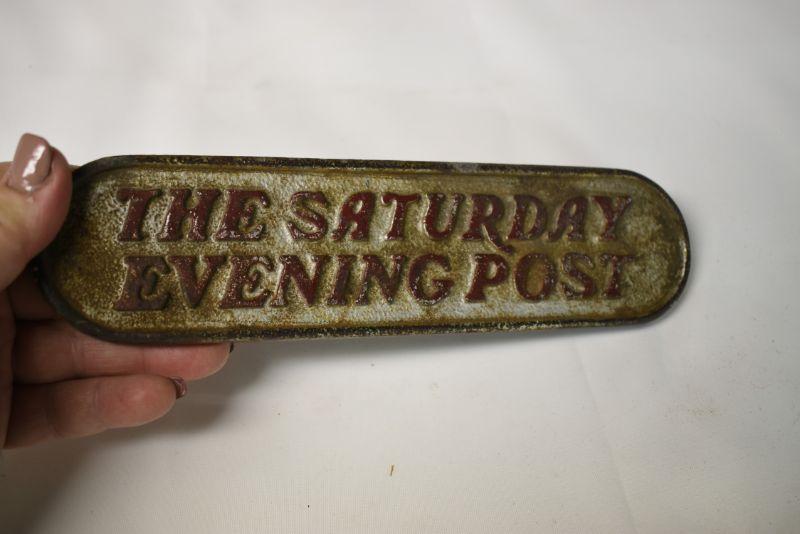 THE SATURDAY
EVENING POST